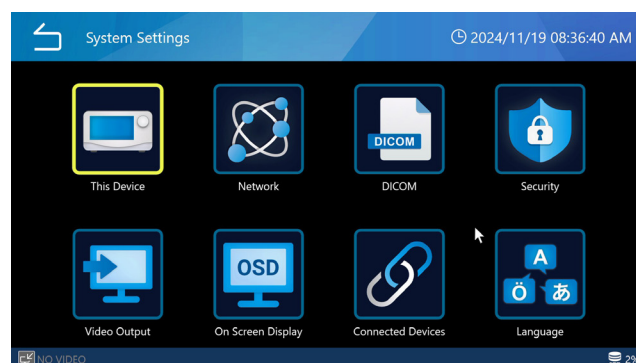 System Settings
2024/11/19 08:36:40 AM
DICOM
This Device
Network
DICOM
Security
OSD
A
Ö
あ
Video Output
On Screen Display
Connected Devices
Language
NO VIDEO